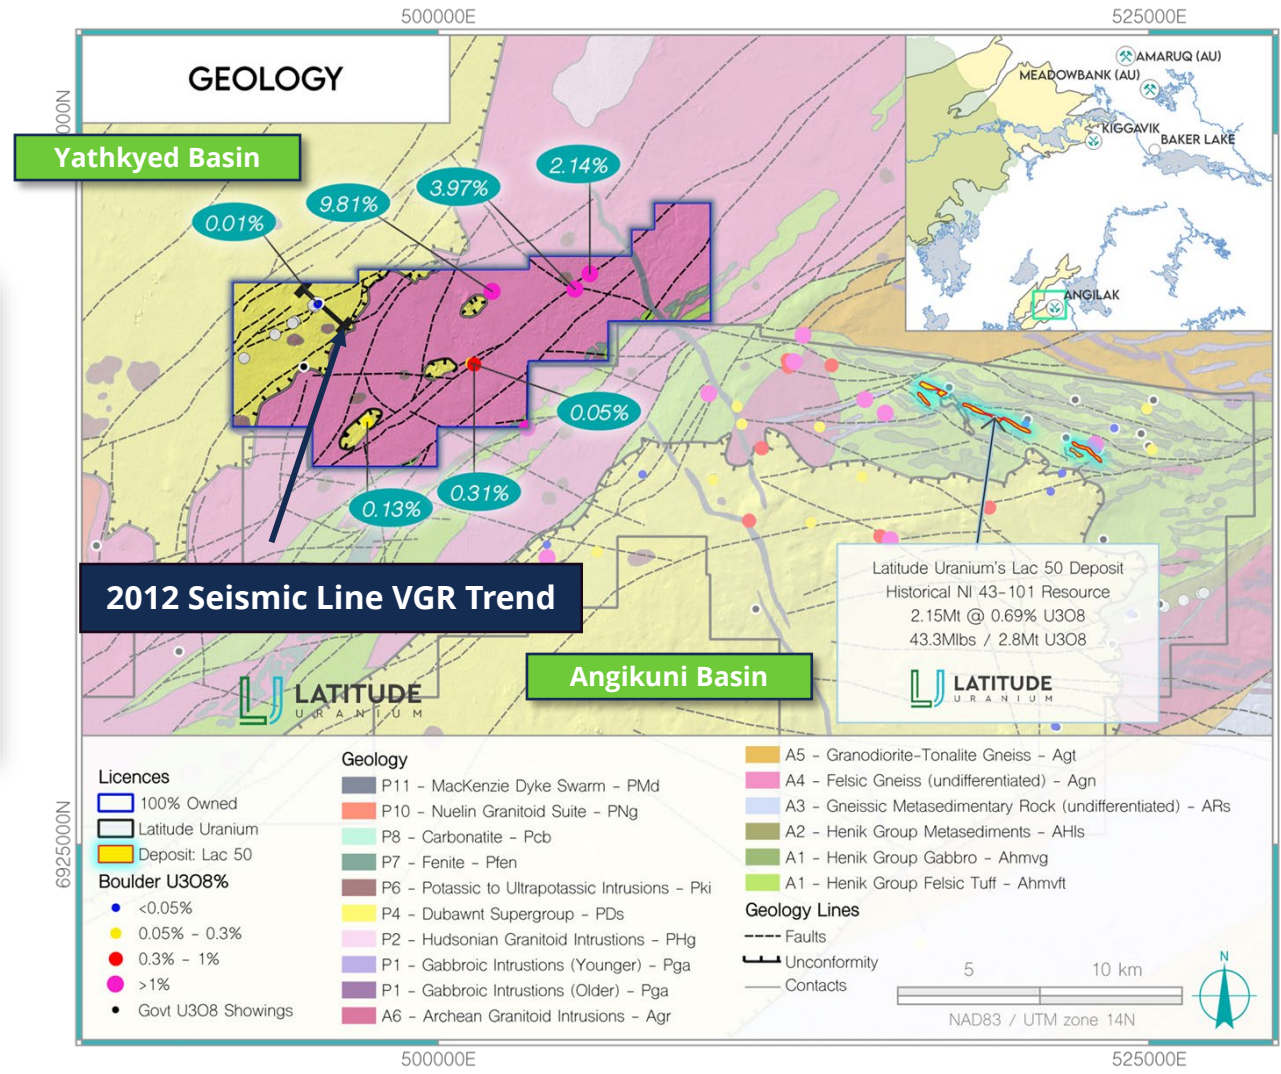 500000E
525000E
000N
GEOLOGY
Yathkyed Basin
0.01%
9.81%
3.97%
2.14%
AMARUQ (AU)
MEADOWBANK (AU)
KIGGAVIK
BAKER LAKE
ANGILAK
0.05%
0.31%
0.13%
2012 Seismic Line VGR Trend
Angikuni Basin
Latitude Uranium's Lac 50 Deposit
Historical NI 43-101 Resource
2.15Mt @ 0.69% U3O8
43.3Mlbs / 2.8Mt U3O8
LATITUDE
URANIUM
LATITUDE
URANIUM
6925000N
Licences
100% Owned
Latitude Uranium
Deposit: Lac 50
Boulder U3O8%
<0.05%
0.05% - 0.3%
0.3% - 1%
>1%
Govt U3O8 Showings
Geology
P11 - MacKenzie Dyke Swarm - PMd
P10 - Nuelin Granitoid Suite - PNg
P8 - Carbonatite - Pcb
P7 - Fenite - Pfen
P6 - Potassic to Ultrapotassic Intrusions - Pki
P4 - Dubawnt Supergroup - PDs
P2 - Hudsonian Granitoid Intrustions - PHg
P1 - Gabbroic Intrustions (Younger) - Pga
P1 - Gabbroic Intrustions (Older) - Pga
A6 - Archean Granitoid Intrusions - Agr
A5 - Granodiorite-Tonalite Gneiss - Agt
A4 - Felsic Gneiss (undifferentiated) - Agn
A3 - Gneissic Metasedimentary Rock (undifferentiated) - ARs
A2 - Henik Group Metasediments - AHls
A1 - Henik Group Gabbro - Ahmvg
A1 - Henik Group Felsic Tuff - Ahmvft
Geology Lines
Faults
Unconformity
Contacts
5
10 km
NAD83 / UTM zone 14N
N
500000E
525000E